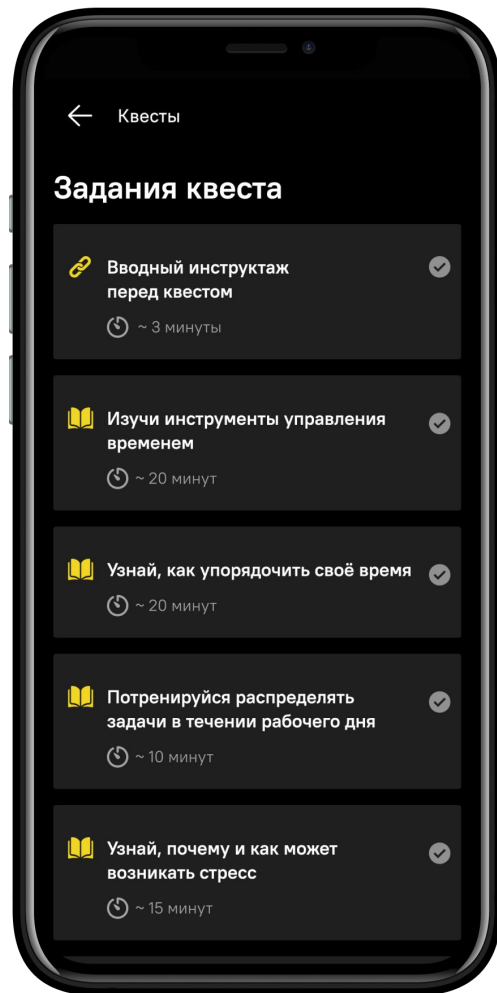 Квесты
Задания квеста
Вводный инструктаж
перед квестом
~ 3 минуты
Изучи инструменты управления
временем
~ 20 минут
Узнай, как упорядочить своё время
~ 20 минут
Потренируйся распределять
задачи в течении рабочего дня
~ 10 минут
Узнай, почему и как может
возникать стресс
~ 15 минут